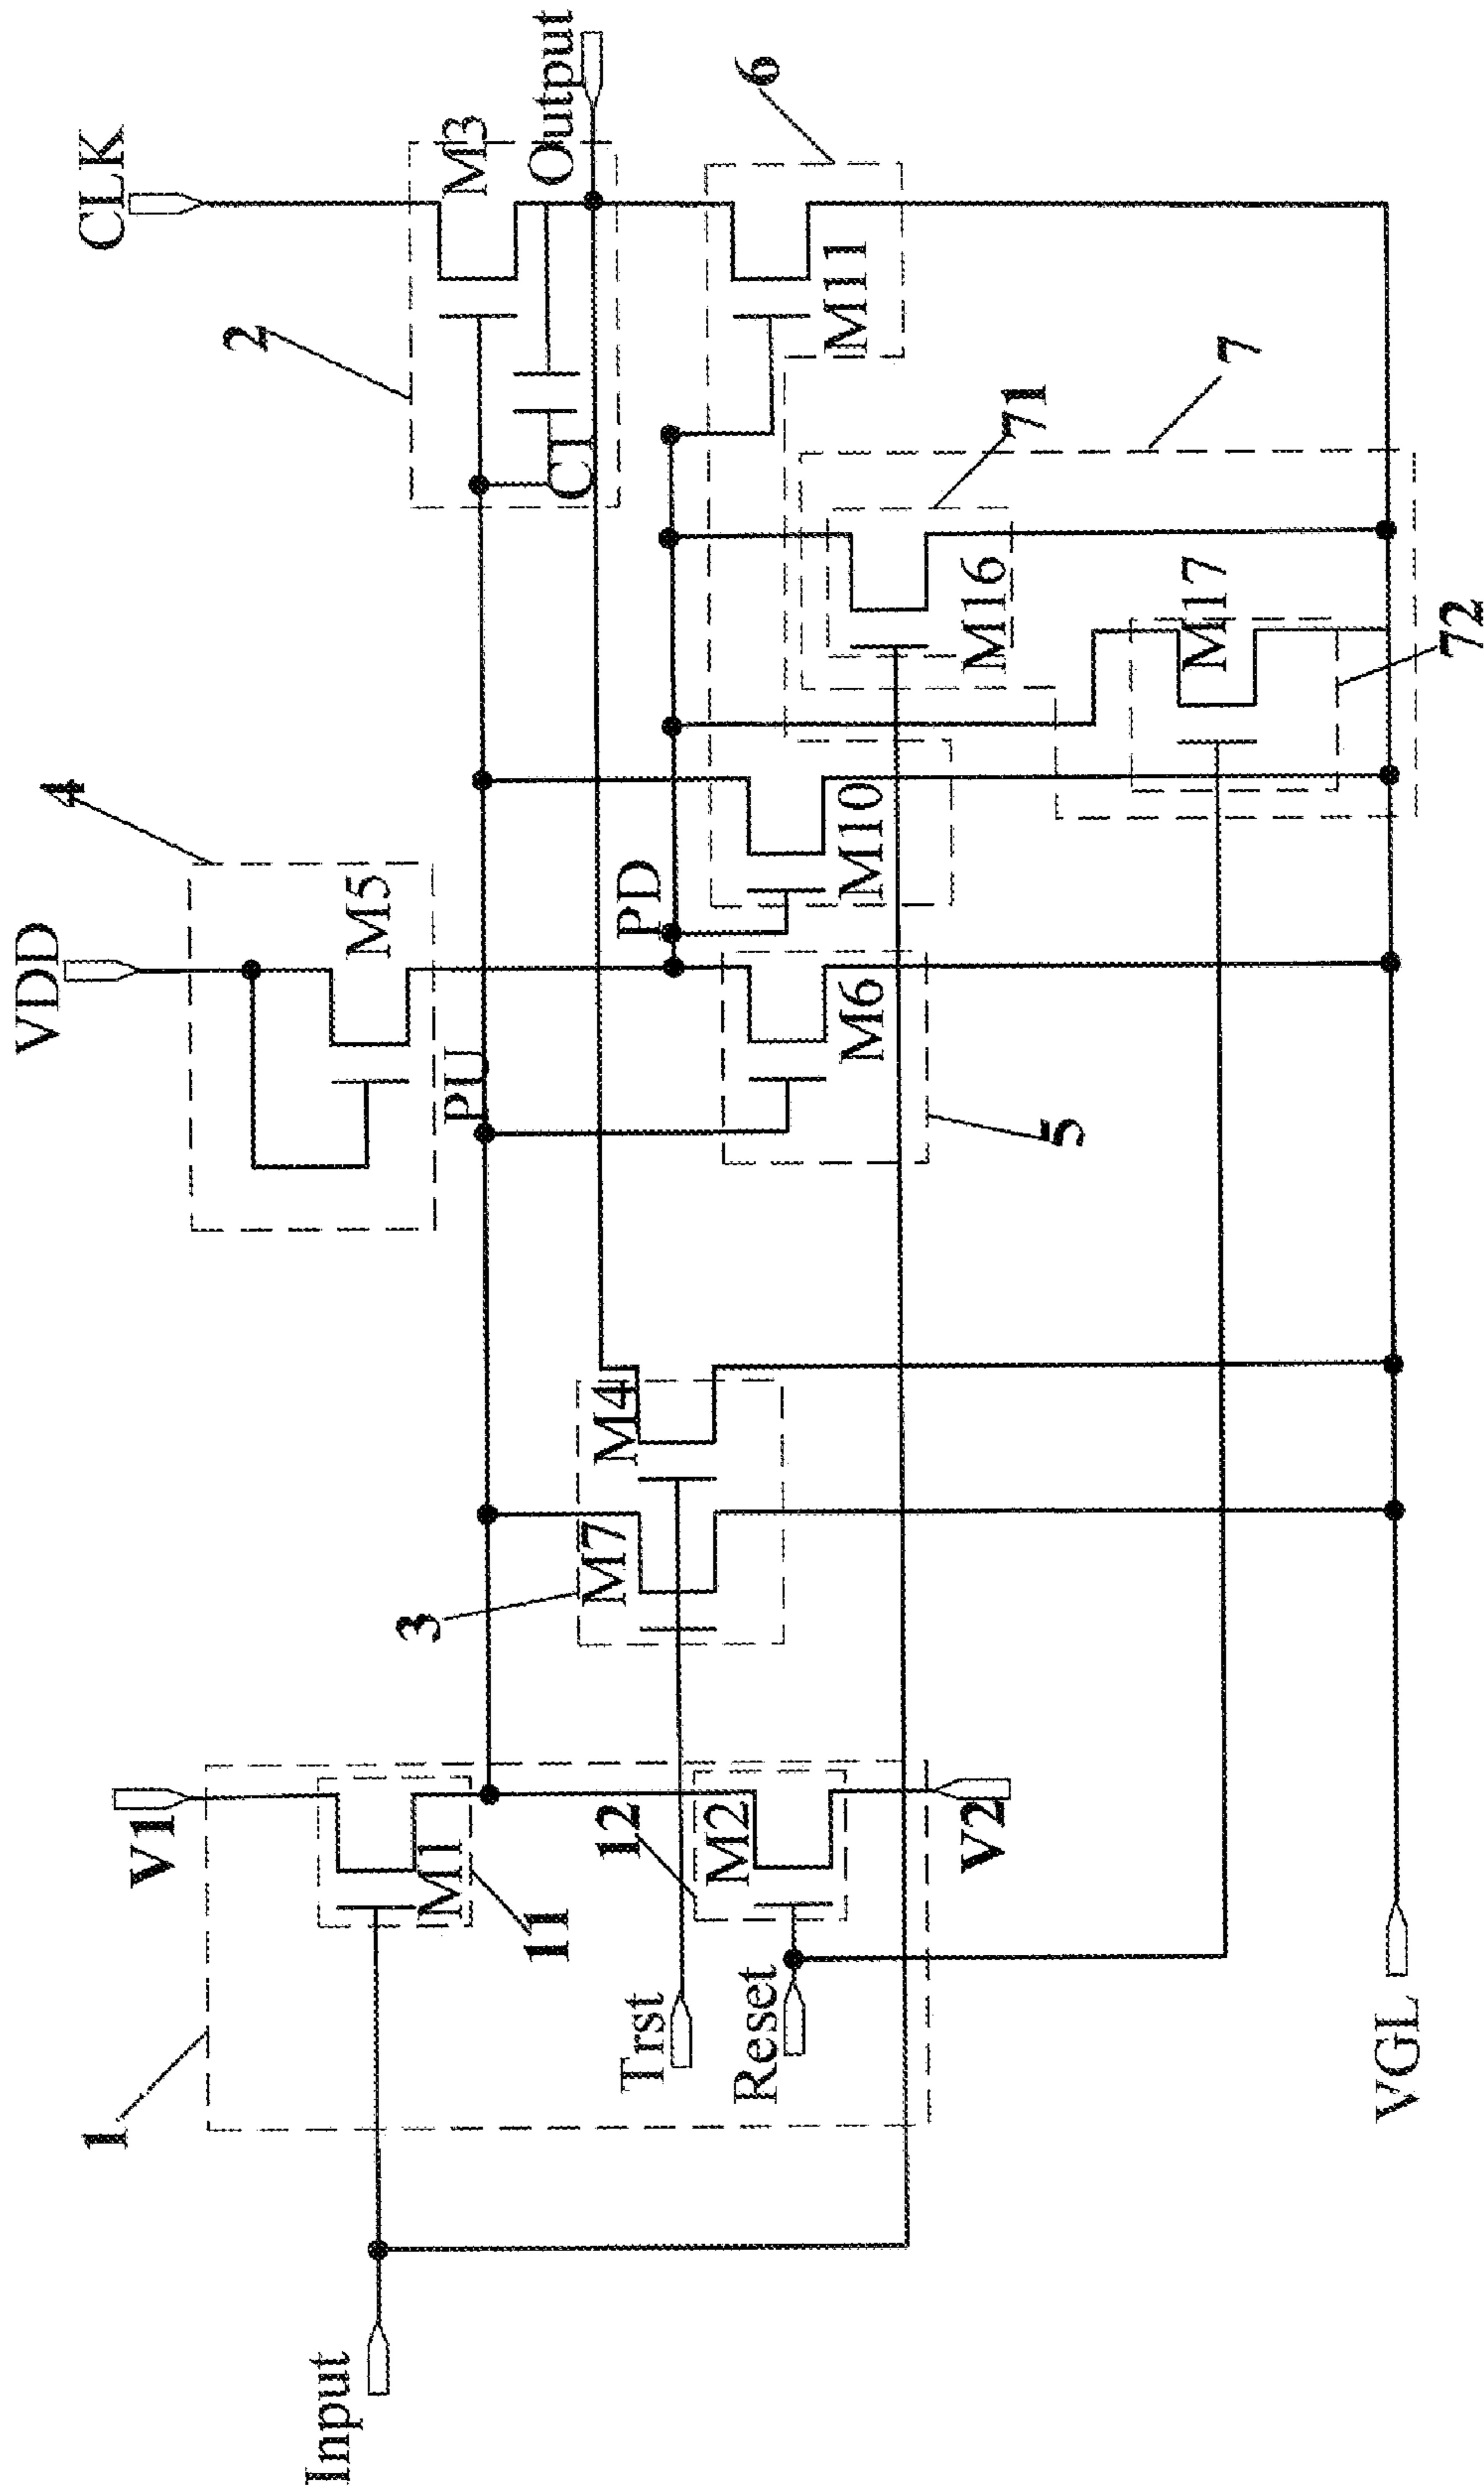 CLK
VDD
V1
M3
Output
2
4
M5
C1
6
PU
PD
M11
1
M1
11
3
M7
M4
M6
M10
M16
71
7
12
M2
Trst
Reset
V2
5
M17
72
Input
VGL